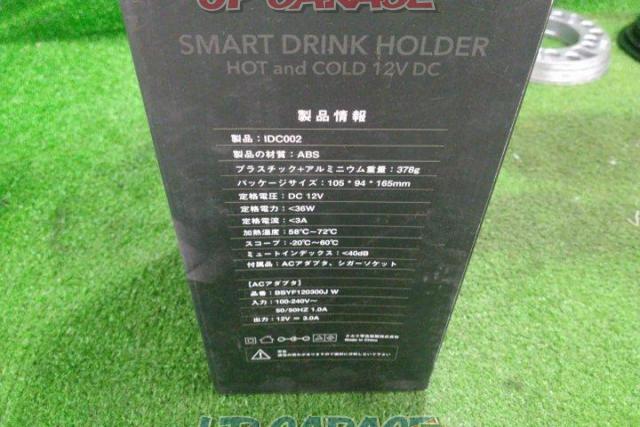 UP GARAGE
SMART DRINK HOLDER
HOT and COLD 12V DC
製品情報
製品：IDC002
製品の材質：ABS
プラスチック+アルミニウム重量：378g
パッケージサイズ：105 * 94 * 165mm
定格電圧：DC 12V
定格電力：<36W
定格電流：<3A
加熱温度：58℃～72℃
スコープ：-20℃～60℃
ミュートインデックス：<40dB
付属品：ACアダプタ、シガーソケット
【ACアダプタ】
品番：BSYF120300J W
入力：100-240V～
50/50HZ 1.0A
出力：12V ⎓ 3.0A
Made in China
UP GARAGE